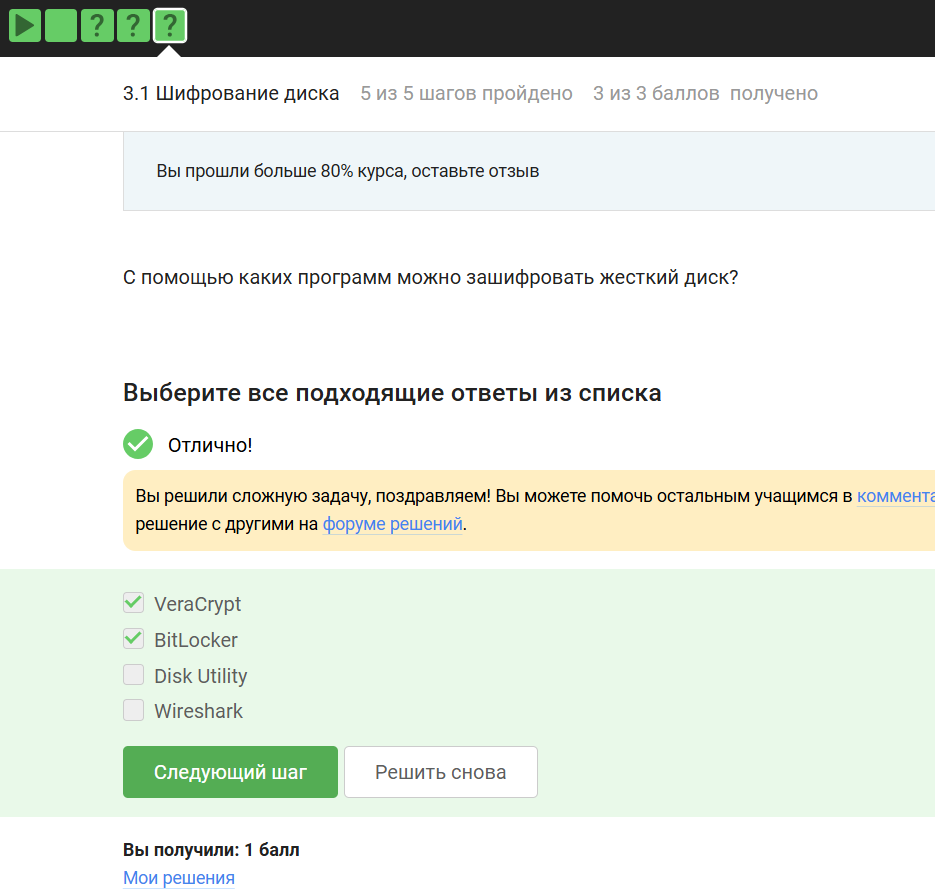 ? ? ?
3.1 Шифрование диска 5 из 5 шагов пройдено 3 из 3 баллов получено
Вы прошли больше 80% курса, оставьте отзыв
С помощью каких программ можно зашифровать жесткий диск?
Выберите все подходящие ответы из списка
Отлично!
Вы решили сложную задачу, поздравляем! Вы можете помочь остальным учащимся в
решение с другими на форуме решений.
VeraCrypt
BitLocker
Disk Utility
Wireshark
Следующий шаг Решить снова
Вы получили: 1 балл
Мои решения